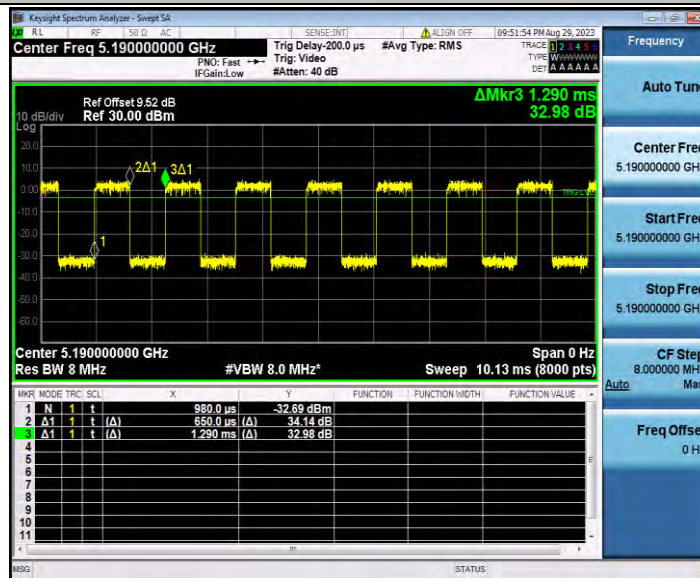 Keysight Spectrum Analyzer - Swept SA
RL RF 50 Ω AC SENSE:INT ALIGN OFF 09:51:54 PM Aug 29, 2023
Center Freq 5.190000000 GHz
Trig Delay-200.0 µs #Avg Type: RMS TRACE 1 2 3 4 5 6
PNO: Fast Trig: Video TYPE W
IFGain:Low #Atten: 40 dB DET A A A A A A
Ref Offset 9.52 dB ΔMkr3 1.290 ms
10 dB/div Ref 30.00 dBm 32.98 dB
Log
20.0
10.0
0.00
-10.0
-20.0
-30.0
-40.0
-50.0
-60.0
2Δ1
3Δ1
1
TRIG LVL
Center 5.190000000 GHz Span 0 Hz
Res BW 8 MHz #VBW 8.0 MHz* Sweep 10.13 ms (8000 pts)
MKR MODE TRC SCL X Y FUNCTION FUNCTION WIDTH FUNCTION VALUE
1 N 1 t 980.0 µs -32.69 dBm
2 Δ1 1 t (Δ) 650.0 µs (Δ) 34.14 dB
3 Δ1 1 t (Δ) 1.290 ms (Δ) 32.98 dB
4
5
6
7
8
9
10
11
MSG STATUS
Frequency
Auto Tun
Center Fre
5.190000000 GH
Start Fre
5.190000000 GH
Stop Fre
5.190000000 GH
CF Step
8.000000 MH
Auto Ma
Freq Offse
0 H